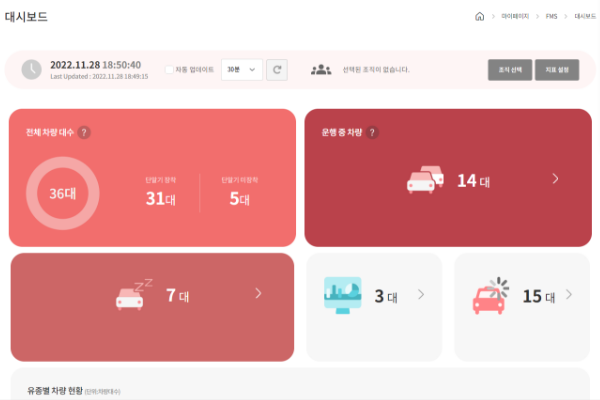 대시보드
마이페이지 > FMS > 대시보드
2022.11.28 18:50:40
Last Updated : 2022.11.28 18:49:15
자동 업데이트
30분
선택된 조직이 없습니다.
조직 선택
지표 설정
전체 차량 대수 ?
36대
단말기 장착
31대
단말기 미장착
5대
운행 중 차량 ?
14 대
7 대
3 대
15 대
유종별 차량 현황 (단위:차량대수)